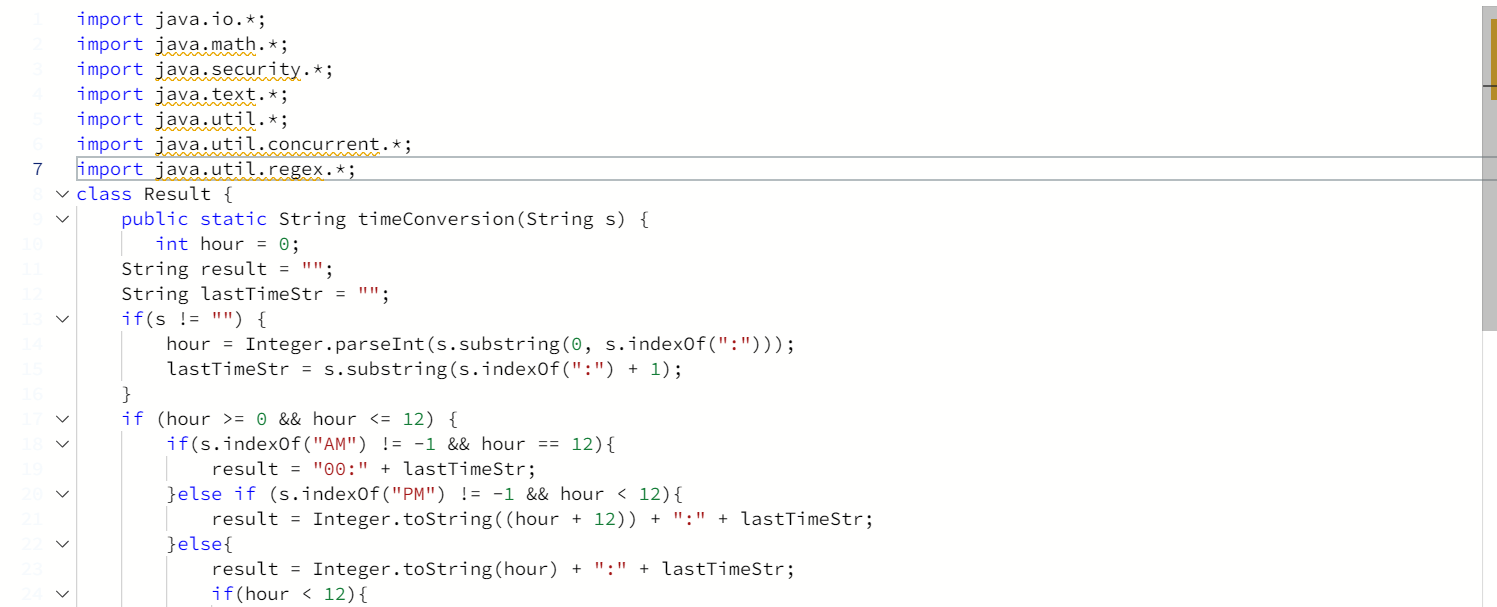 1 import java.io.*;
2 import java.math.*;
3 import java.security.*;
4 import java.text.*;
5 import java.util.*;
6 import java.util.concurrent.*;
7 import java.util.regex.*;
8 class Result {
9 public static String timeConversion(String s) {
10 int hour = 0;
11 String result = "";
12 String lastTimeStr = "";
13 if(s != "") {
14 hour = Integer.parseInt(s.substring(0, s.indexOf(":")));
15 lastTimeStr = s.substring(s.indexOf(":") + 1);
16 }
17 if (hour >= 0 && hour <= 12) {
18 if(s.indexOf("AM") != -1 && hour == 12){
19 result = "00:" + lastTimeStr;
20 }else if (s.indexOf("PM") != -1 && hour < 12){
21 result = Integer.toString((hour + 12)) + ":" + lastTimeStr;
22 }else{
23 result = Integer.toString(hour) + ":" + lastTimeStr;
24 if(hour < 12){